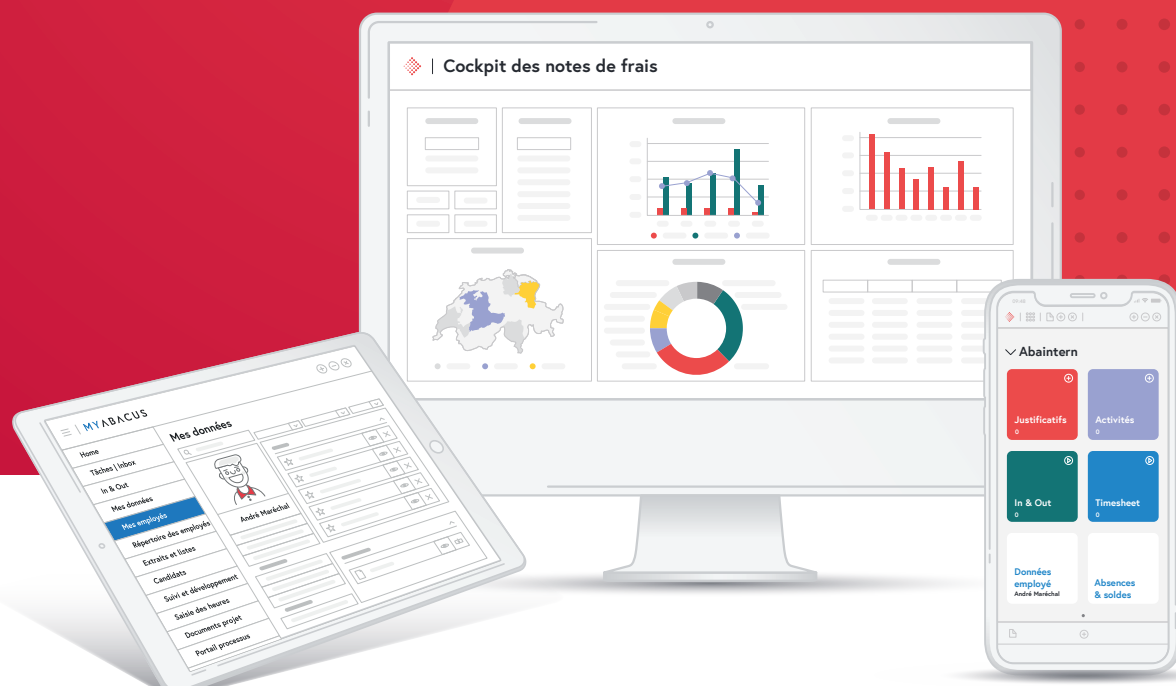 Cockpit des notes de frais
MYABACUS
Home
Tâches | Inbox
In & Out
Mes données
Mes employés
Répertoire des employés
Extraits et listes
Candidats
Suivi et développement
Saisie des heures
Documents projet
Portail processus
Mes données
André Maréchal
Abaintern
Justificatifs
0
Activités
0
In & Out
0
Timesheet
0
Données
employé
André Maréchal
Absences
& soldes